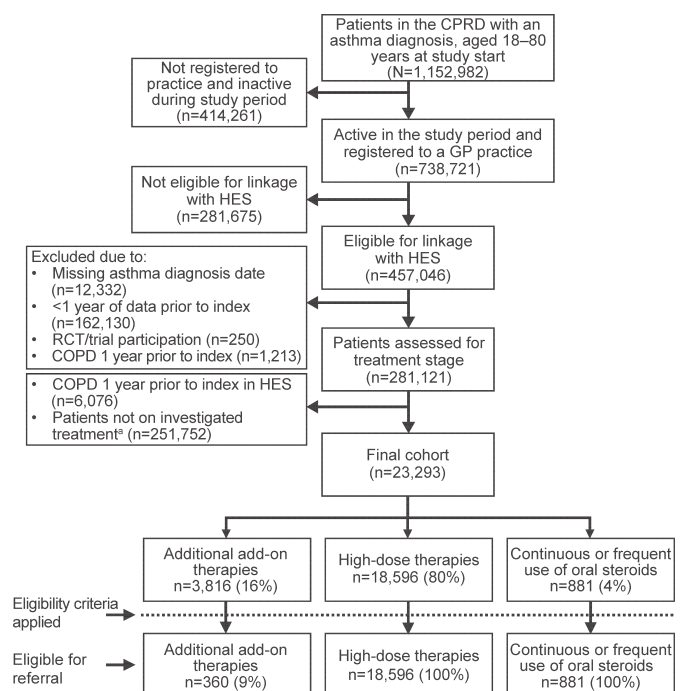 Patients in the CPRD with an
asthma diagnosis, aged 18–80
years at study start
(N=1,152,982)
Not registered to
practice and inactive
during study period
(n=414,261)
Active in the study period and
registered to a GP practice
(n=738,721)
Not eligible for linkage
with HES
(n=281,675)
Eligible for linkage
with HES
(n=457,046)
Excluded due to:
• Missing asthma diagnosis date
(n=12,332)
• <1 year of data prior to index
(n=162,130)
• RCT/trial participation (n=250)
• COPD 1 year prior to index (n=1,213)
Patients assessed for
treatment stage
(n=281,121)
• COPD 1 year prior to index in HES
(n=6,076)
• Patients not on investigated
treatmentᵃ (n=251,752)
Final cohort
(n=23,293)
Additional add-on
therapies
n=3,816 (16%)
High-dose therapies
n=18,596 (80%)
Continuous or frequent
use of oral steroids
n=881 (4%)
Eligibility criteria
applied
Eligible for
referral
Additional add-on
therapies
n=360 (9%)
High-dose therapies
n=18,596 (100%)
Continuous or frequent
use of oral steroids
n=881 (100%)